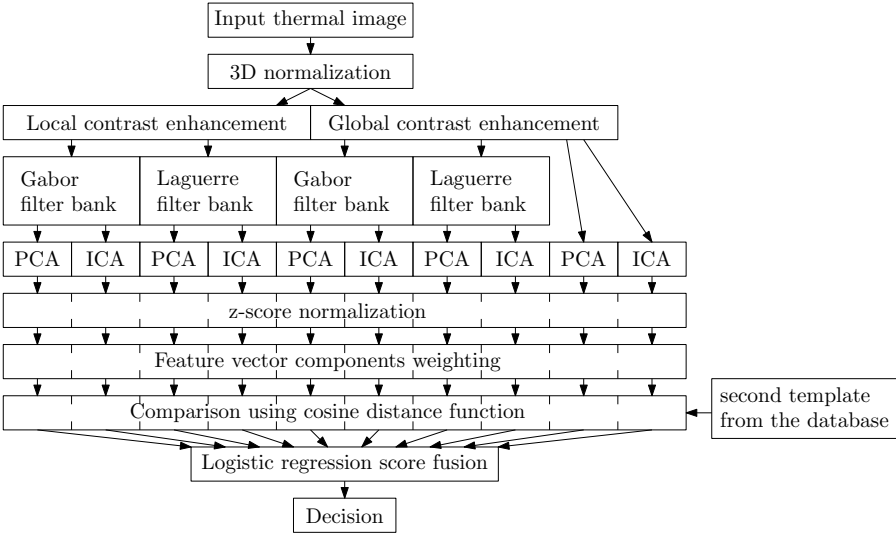 Input thermal image
3D normalization
Local contrast enhancement
Global contrast enhancement
Gabor
filter bank
Laguerre
filter bank
Gabor
filter bank
Laguerre
filter bank
PCA
ICA
PCA
ICA
PCA
ICA
PCA
ICA
PCA
ICA
z-score normalization
Feature vector components weighting
Comparison using cosine distance function
second template
from the database
Logistic regression score fusion
Decision